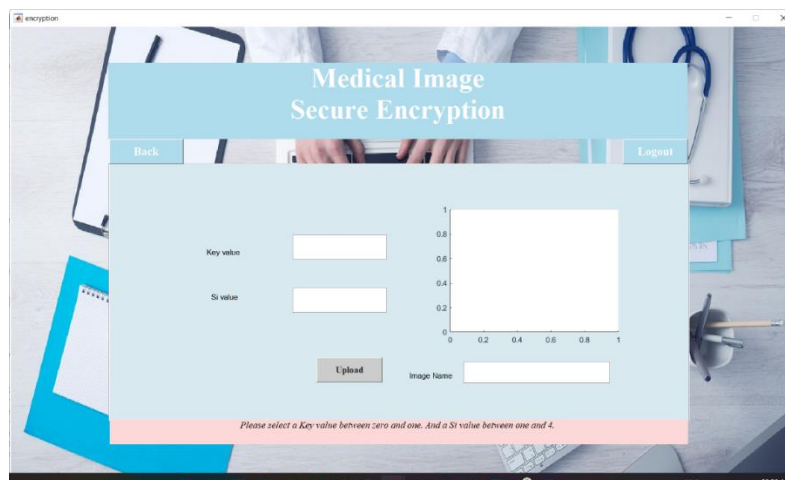 encryption
Medical Image
Secure Encryption
Back
Logout
1
0.8
0.6
0.4
0.2
0
0 0.2 0.4 0.6 0.8 1
Key value
Si value
Upload
Image Name
Please select a Key value between zero and one. And a Si value between one and 4.